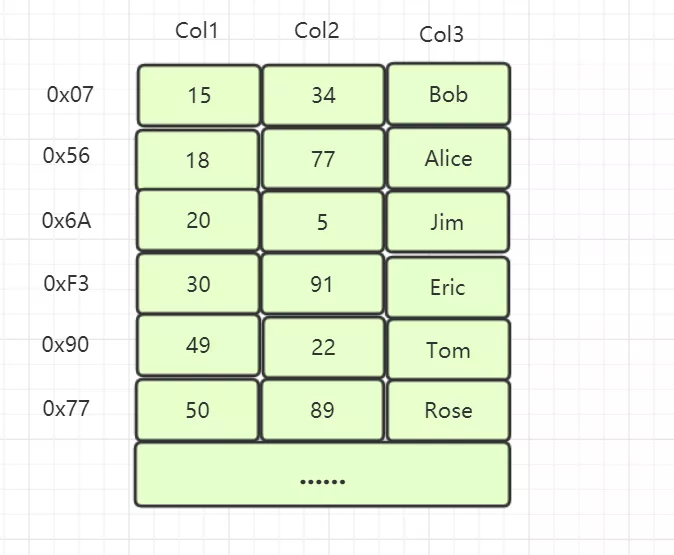 Col1 Col2 Col3
0x07 15 34 Bob
0x56 18 77 Alice
0x6A 20 5 Jim
0xF3 30 91 Eric
0x90 49 22 Tom
0x77 50 89 Rose
......